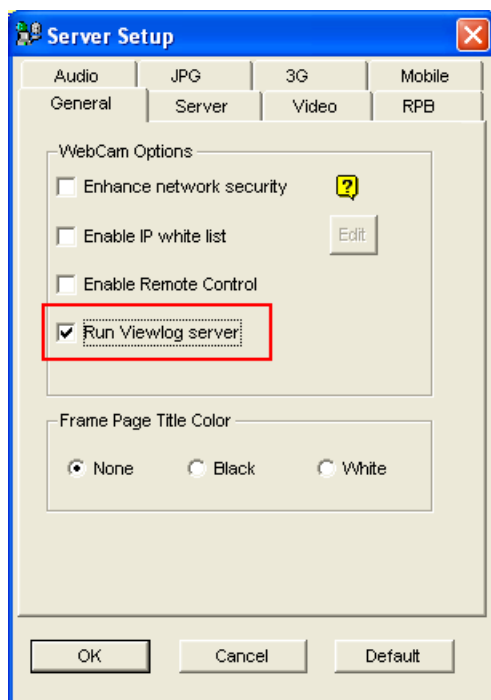 Server Setup
Audio JPG 3G Mobile
General Server Video RPB
WebCam Options
Enhance network security ?
Enable IP white list Edit
Enable Remote Control
Run Viewlog server
Frame Page Title Color
None Black White
OK Cancel Default